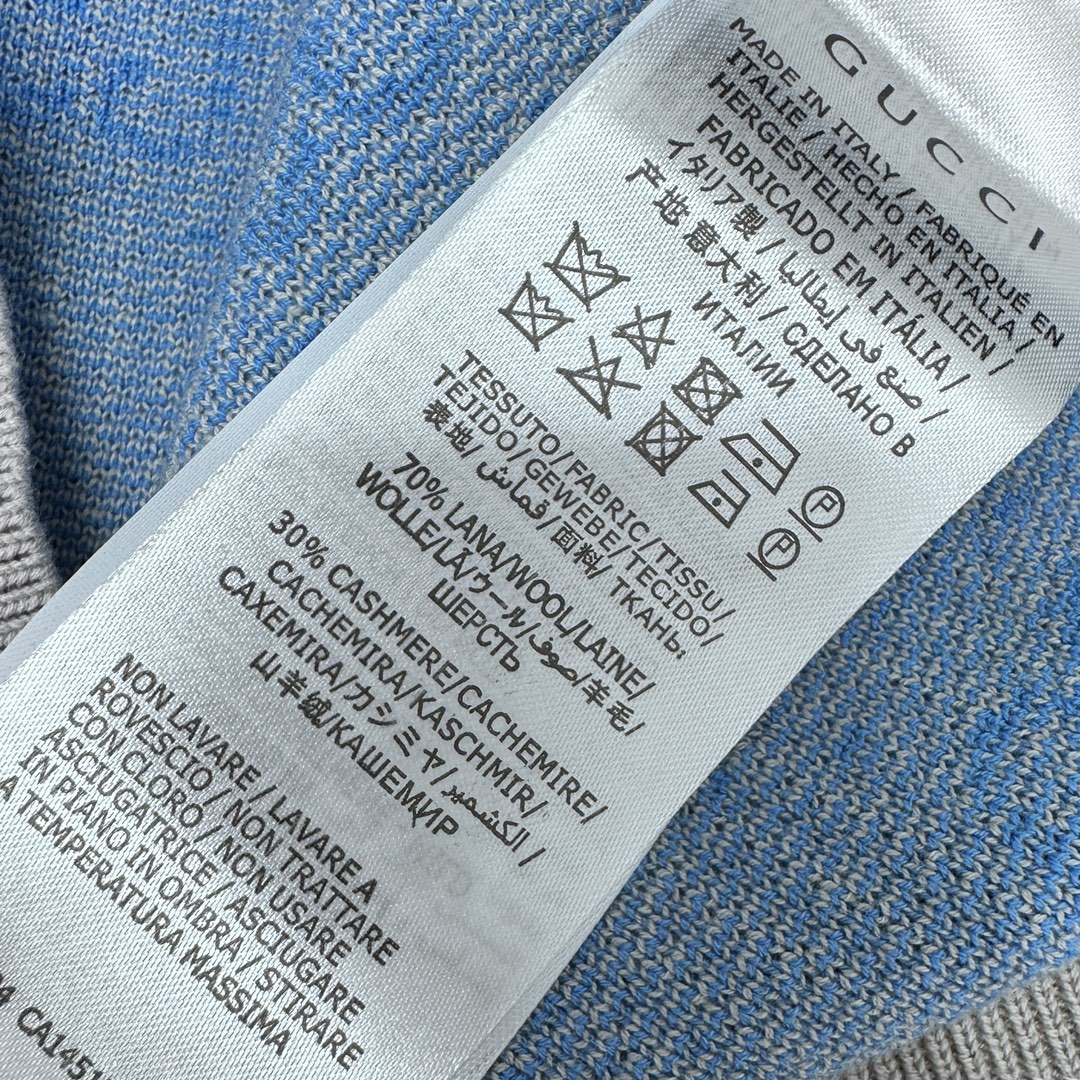 GUCCI
MADE IN ITALY / FABRIQUÉ EN
ITALIE / HECHO EN ITALIA /
HERGESTELLT IN ITALIEN /
FABRICADO EM ITÁLIA /
イタリア製 / صنع في إيطاليا /
产地 意大利 / СДЕЛАНО В
ИТАЛИИ
F
P
TESSUTO/FABRIC/TISSU/
TEJIDO/GEWEBE/TECIDO/
表地/قماش/面料/ ТКАНЬ:
70% LANA/WOOL/LAINE/
WOLLE/LÃ/ウール/صوف/羊毛/
ШЕРСТЬ
30% CASHMERE/CACHEMIRE/
CACHEMIRA/KASCHMIR/
CAXEMIRA/カシミヤ/الكشمير/
山羊绒/КАШЕМИР
NON LAVARE / LAVARE A
ROVESCIO / NON TRATTARE
CON CLORO / NON USARE
ASCIUGATRICE / ASCIUGARE
IN PIANO IN OMBRA / STIRARE
A TEMPERATURA MASSIMA